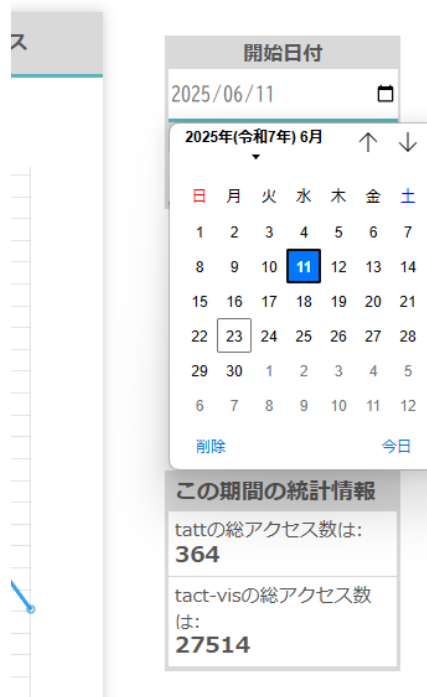 ス
開始日付
2025/06/11
2025年(令和7年) 6月
日 月 火 水 木 金 土
1 2 3 4 5 6 7
8 9 10 11 12 13 14
15 16 17 18 19 20 21
22 23 24 25 26 27 28
29 30 1 2 3 4 5
6 7 8 9 10 11 12
削除 今日
この期間の統計情報
tattの総アクセス数は:
364
tact-visの総アクセス数
は:
27514